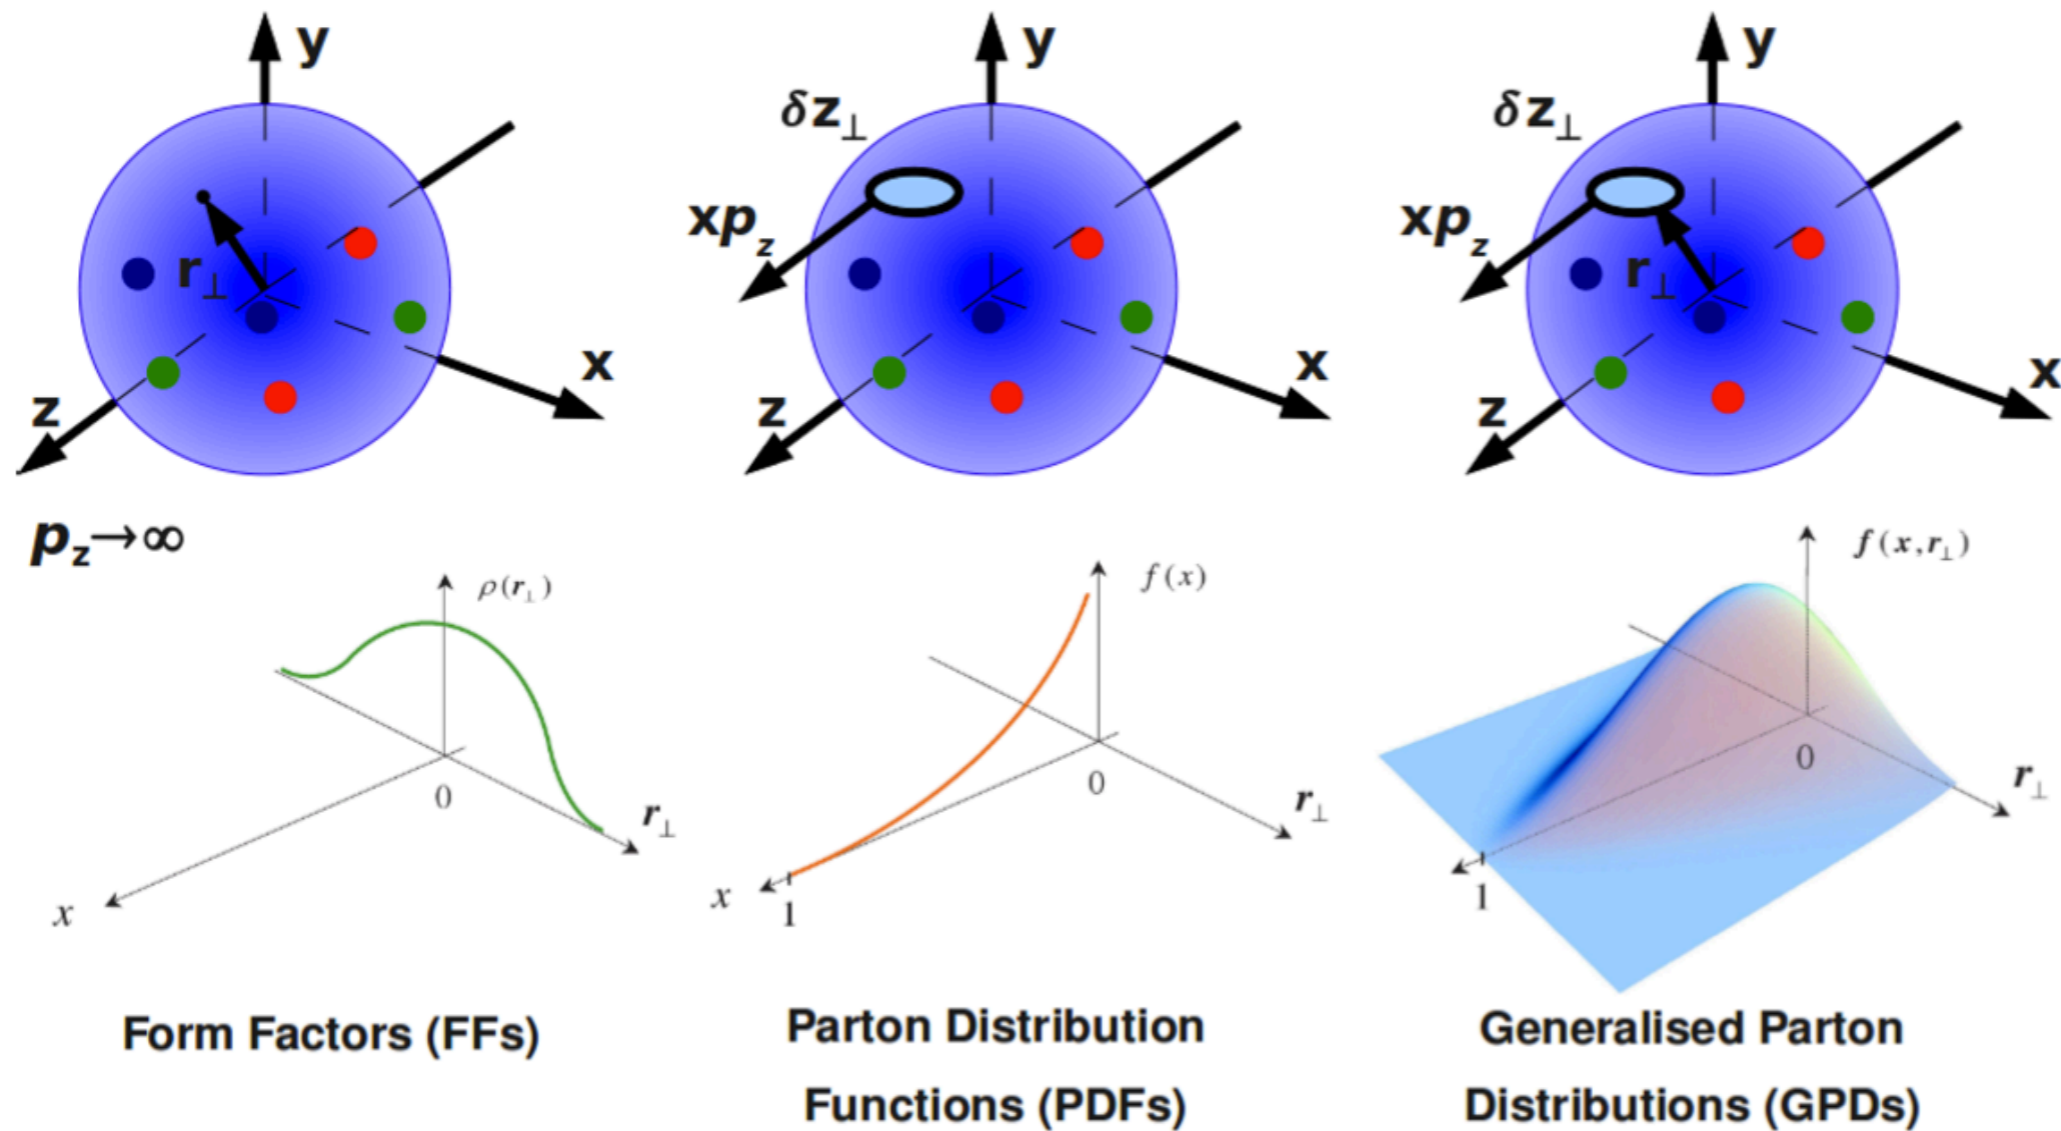 y
x
z
r⊥
p_z→∞
ρ(r⊥)
0
r⊥
x
Form Factors (FFs)
y
δz⊥
xp_z
x
z
f(x)
0
r⊥
x
1
Parton Distribution
Functions (PDFs)
y
δz⊥
xp_z
r⊥
x
z
f(x,r⊥)
0
r⊥
1
Generalised Parton
Distributions (GPDs)